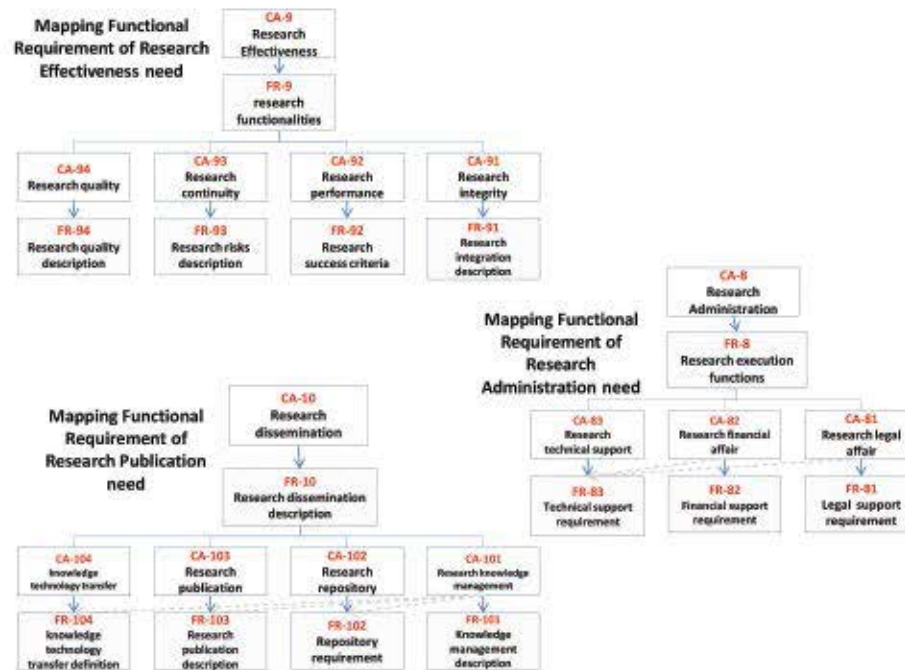 Mapping Functional
Requirement of Research
Effectiveness need
CA-9
Research
Effectiveness
FR-9
research
functionalities
CA-94
Research quality
CA-93
Research
continuity
CA-92
Research
performance
CA-91
Research
integrity
FR-94
Research quality
description
FR-93
Research risks
description
FR-92
Research
success criteria
FR-91
Research
integration
description
Mapping Functional
Requirement of
Research
Administration need
CA-8
Research
Administration
FR-8
Research execution
functions
CA-83
Research
technical support
CA-82
Research financial
affair
CA-81
Research legal
affair
FR-83
Technical support
requirement
FR-82
Financial support
requirement
FR-81
Legal support
requirement
Mapping Functional
Requirement of
Research Publication
need
CA-10
Research
dissemination
FR-10
Research dissemination
description
CA-104
knowledge
technology transfer
CA-103
Research
publication
CA-102
Research
repository
CA-101
Research knowledge
management
FR-104
knowledge
technology
transfer definition
FR-103
Research
publication
description
FR-102
Repository
requirement
FR-101
Knowledge
management
description